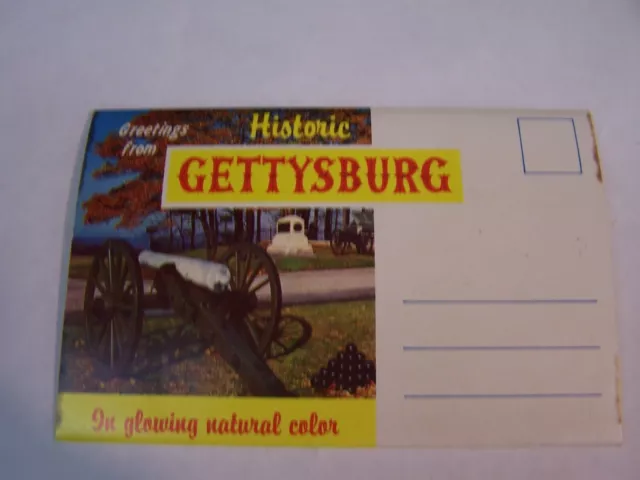 Greetings
from
Historic
GETTYSBURG
In glowing natural color